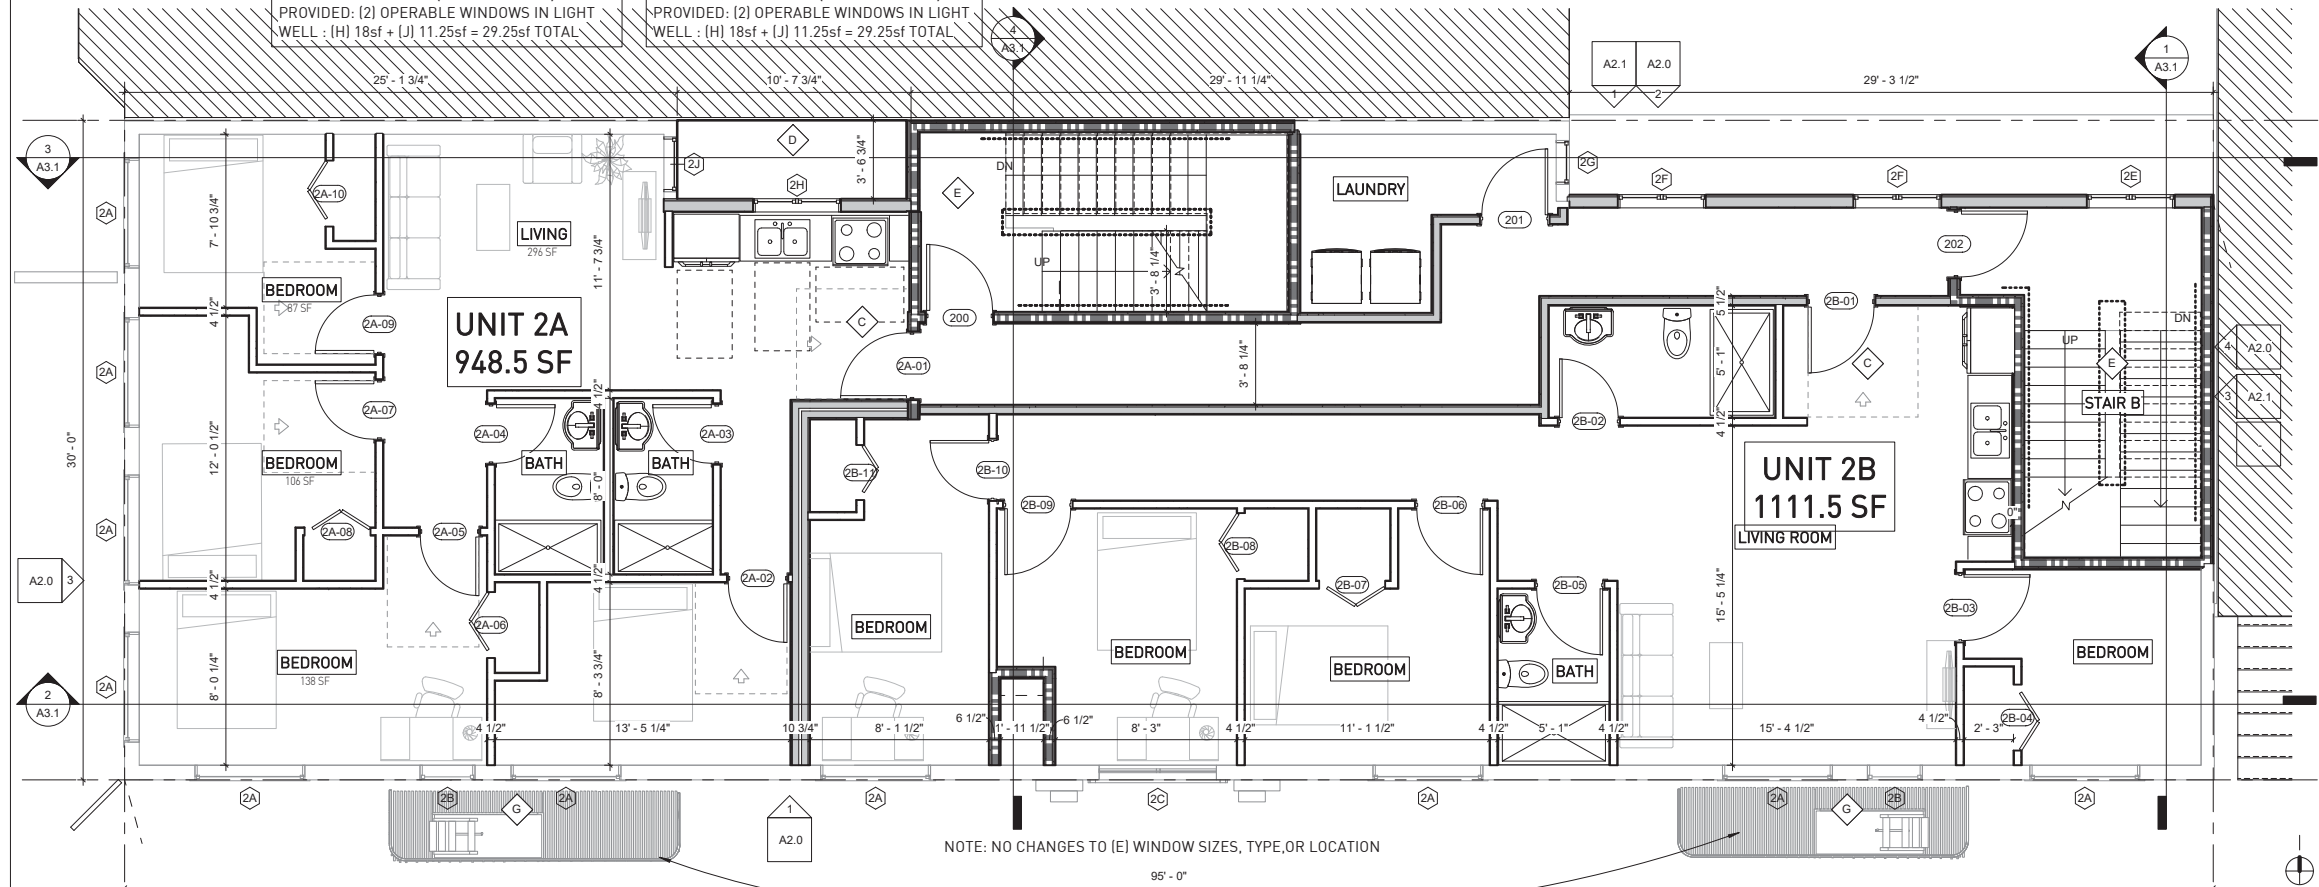 PROVIDED: (2) OPERABLE WINDOWS IN LIGHT
WELL : (H) 18sf + (J) 11.25sf = 29.25sf TOTAL
PROVIDED: (2) OPERABLE WINDOWS IN LIGHT
WELL : (H) 18sf + (J) 11.25sf = 29.25sf TOTAL
4
A3.1
A2.1
A2.0
1
2
1
A3.1
25' - 1 3/4"
10' - 7 3/4"
29' - 11 1/4"
29' - 3 1/2"
3
A3.1
2J
D
2H
3' - 6 3/4"
DN
E
LAUNDRY
2G
2F
2F
2E
2A-10
7' - 10 3/4"
2A
LIVING
296 SF
11' - 7 3/4"
201
202
UP
3' - 8 1/4"
BEDROOM
87 SF
4 1/2"
2A-09
UNIT 2A
948.5 SF
C
200
2A-01
3' - 8 1/4"
5 1/2"
5' - 1"
4 1/2"
2B-01
C
UP
DN
E
STAIR B
4
A2.0
3
A2.1
-
2A
2A-07
4 1/2"
2A-04
2A-03
2B-02
30' - 0"
12' - 0 1/2"
BEDROOM
106 SF
BATH
BATH
8' - 0"
2B-11
2B-10
UNIT 2B
1111.5 SF
LIVING ROOM
0"
2A
2A-08
2A-05
2B-09
2B-06
2B-08
A2.0
3
4 1/2"
4 1/2"
2A-02
2B-07
2B-05
15' - 5 1/4"
2B-03
2A-06
BEDROOM
BEDROOM
138 SF
8' - 0 1/4"
8' - 3 3/4"
BEDROOM
BEDROOM
BATH
BEDROOM
2A
2
A3.1
4 1/2"
13' - 5 1/4"
10 3/4"
8' - 1 1/2"
6 1/2"
1' - 11 1/2"
6 1/2"
8' - 3"
4 1/2"
11' - 1 1/2"
4 1/2"
5' - 1"
4 1/2"
15' - 4 1/2"
4 1/2"
2' - 3"
2B-04
2A
2B
2A
G
2A
2C
2A
2A
2B
G
2A
1
A2.0
NOTE: NO CHANGES TO (E) WINDOW SIZES, TYPE,OR LOCATION
95' - 0"